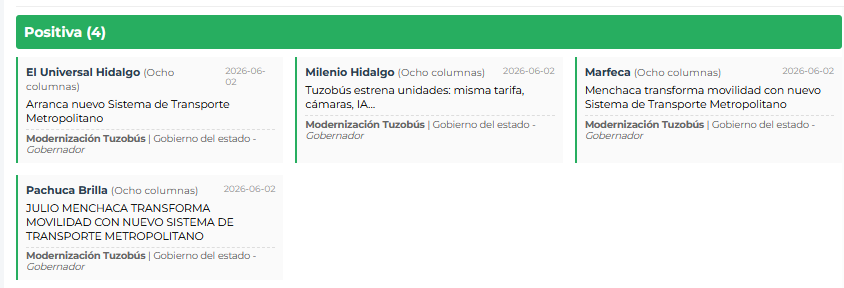 Positiva (4)
El Universal Hidalgo (Ocho columnas) 2026-06-02
Arranca nuevo Sistema de Transporte
Metropolitano
Modernización Tuzobús | Gobierno del estado -
Gobernador
Milenio Hidalgo (Ocho columnas) 2026-06-02
Tuzobús estrena unidades: misma tarifa,
cámaras, IA...
Modernización Tuzobús | Gobierno del estado -
Gobernador
Marfeca (Ocho columnas) 2026-06-02
Menchaca transforma movilidad con nuevo
Sistema de Transporte Metropolitano
Modernización Tuzobús | Gobierno del estado -
Gobernador
Pachuca Brilla (Ocho columnas) 2026-06-02
JULIO MENCHACA TRANSFORMA
MOVILIDAD CON NUEVO SISTEMA DE
TRANSPORTE METROPOLITANO
Modernización Tuzobús | Gobierno del estado -
Gobernador